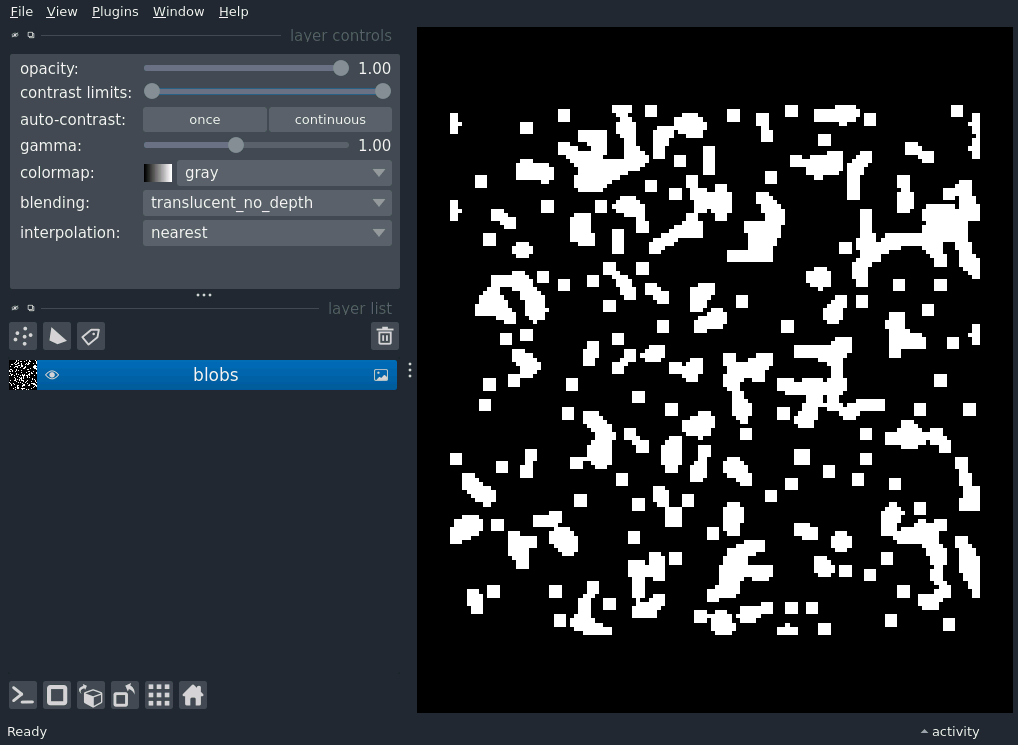 File View Plugins Window Help
layer controls
opacity: 1.00
contrast limits:
auto-contrast: once continuous
gamma: 1.00
colormap: gray
blending: translucent_no_depth
interpolation: nearest
layer list
blobs
Ready activity